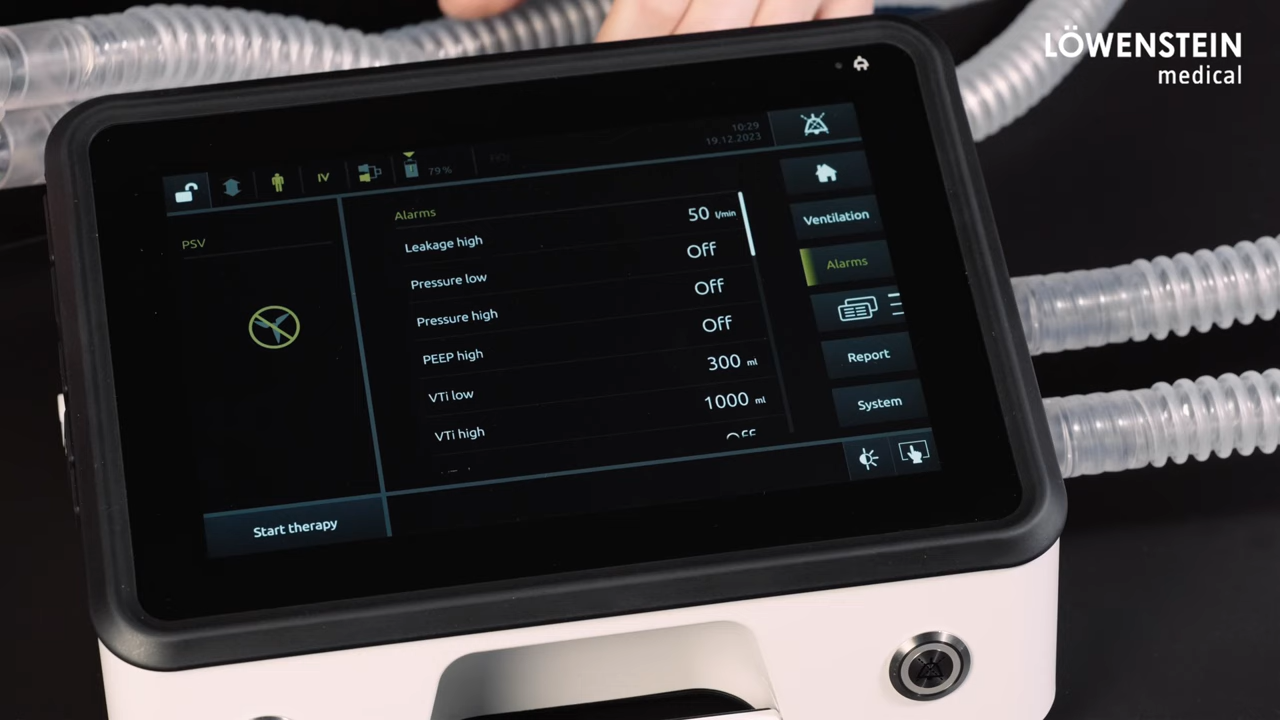 LÖWENSTEIN
medical
10:29
19.12.2023
IV
79%
PSV
Alarms
Leakage high 50 l/min
Pressure low Off
Pressure high Off
PEEP high Off
VTi low 300 ml
VTi high 1000 ml
Off
Ventilation
Alarms
Report
System
Start therapy